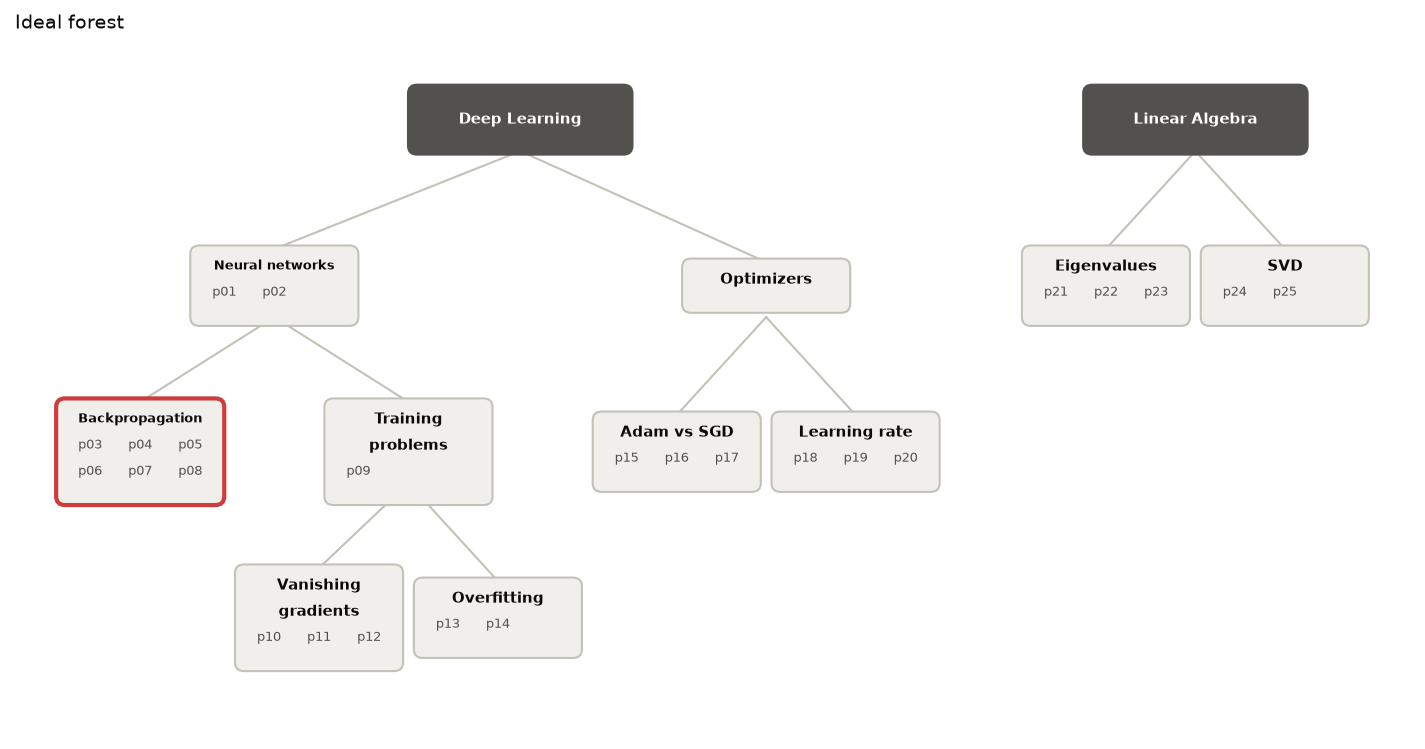 Ideal forest
Deep Learning
Linear Algebra
Neural networks
p01 p02
Optimizers
Eigenvalues
p21 p22 p23
SVD
p24 p25
Backpropagation
p03 p04 p05
p06 p07 p08
Training
problems
p09
Adam vs SGD
p15 p16 p17
Learning rate
p18 p19 p20
Vanishing
gradients
p10 p11 p12
Overfitting
p13 p14